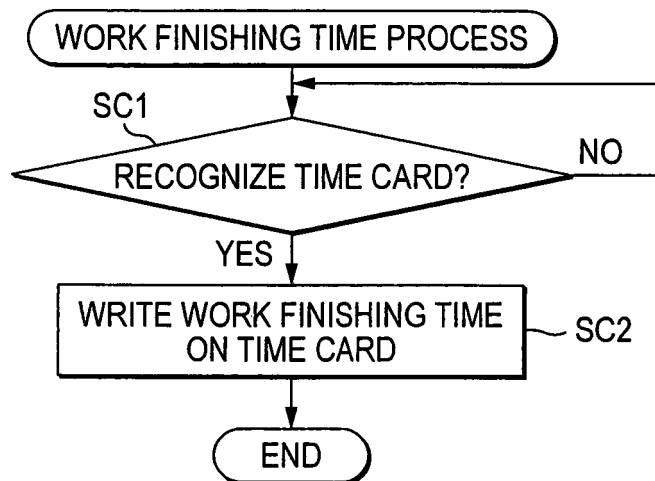 WORK FINISHING TIME PROCESS
SC1
RECOGNIZE TIME CARD?
NO
YES
WRITE WORK FINISHING TIME
ON TIME CARD
SC2
END